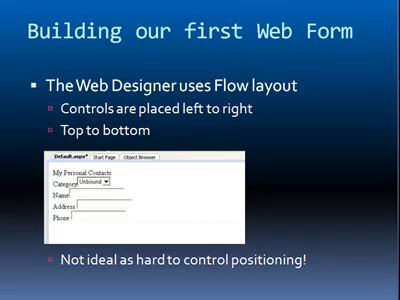 Building our first Web Form
The Web Designer uses Flow layout
Controls are placed left to right
Top to bottom
Default.aspx* Start Page Object Browser
My Personal Contacts
Category Unbound
Name
Address
Phone
Not ideal as hard to control positioning!